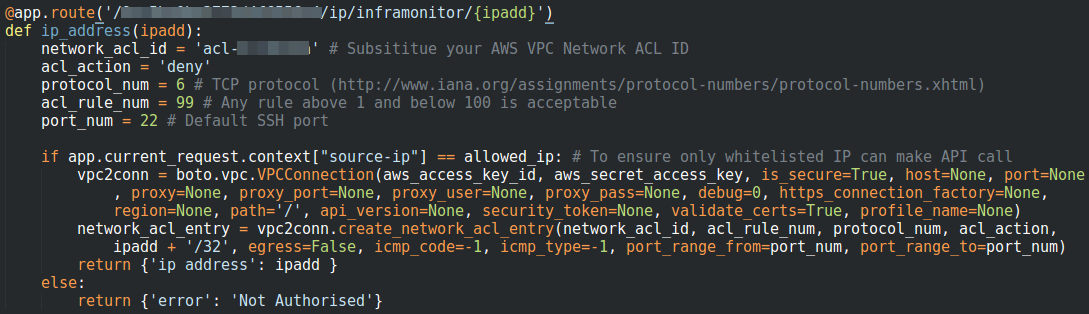 @app.route('/ /ip/inframonitor/{ipadd}')
def ip_address(ipadd):
    network_acl_id = 'acl- ' # Subsititue your AWS VPC Network ACL ID
    acl_action = 'deny'
    protocol_num = 6 # TCP protocol (http://www.iana.org/assignments/protocol-numbers/protocol-numbers.xhtml)
    acl_rule_num = 99 # Any rule above 1 and below 100 is acceptable
    port_num = 22 # Default SSH port
    if app.current_request.context["source-ip"] == allowed_ip: # To ensure only whitelisted IP can make API call
        vpc2conn = boto.vpc.VPCConnection(aws_access_key_id, aws_secret_access_key, is_secure=True, host=None, port=None
            , proxy=None, proxy_port=None, proxy_user=None, proxy_pass=None, debug=0, https_connection_factory=None,
            region=None, path='/', api_version=None, security_token=None, validate_certs=True, profile_name=None)
        network_acl_entry = vpc2conn.create_network_acl_entry(network_acl_id, acl_rule_num, protocol_num, acl_action,
            ipadd + '/32', egress=False, icmp_code=-1, icmp_type=-1, port_range_from=port_num, port_range_to=port_num)
        return {'ip address': ipadd }
    else:
        return {'error': 'Not Authorised'}